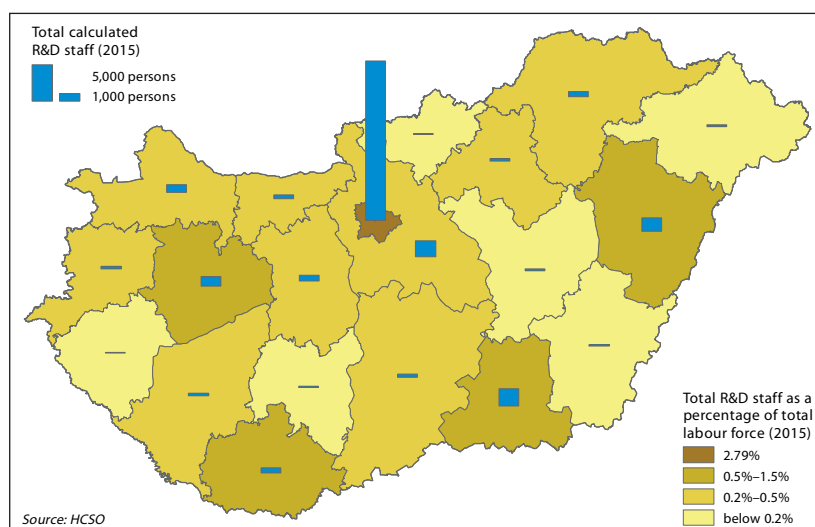 Total calculated
R&D staff (2015)
5,000 persons
1,000 persons
Total R&D staff as a
percentage of total
labour force (2015)
2.79%
0.5%–1.5%
0.2%–0.5%
below 0.2%
Source: HCSO